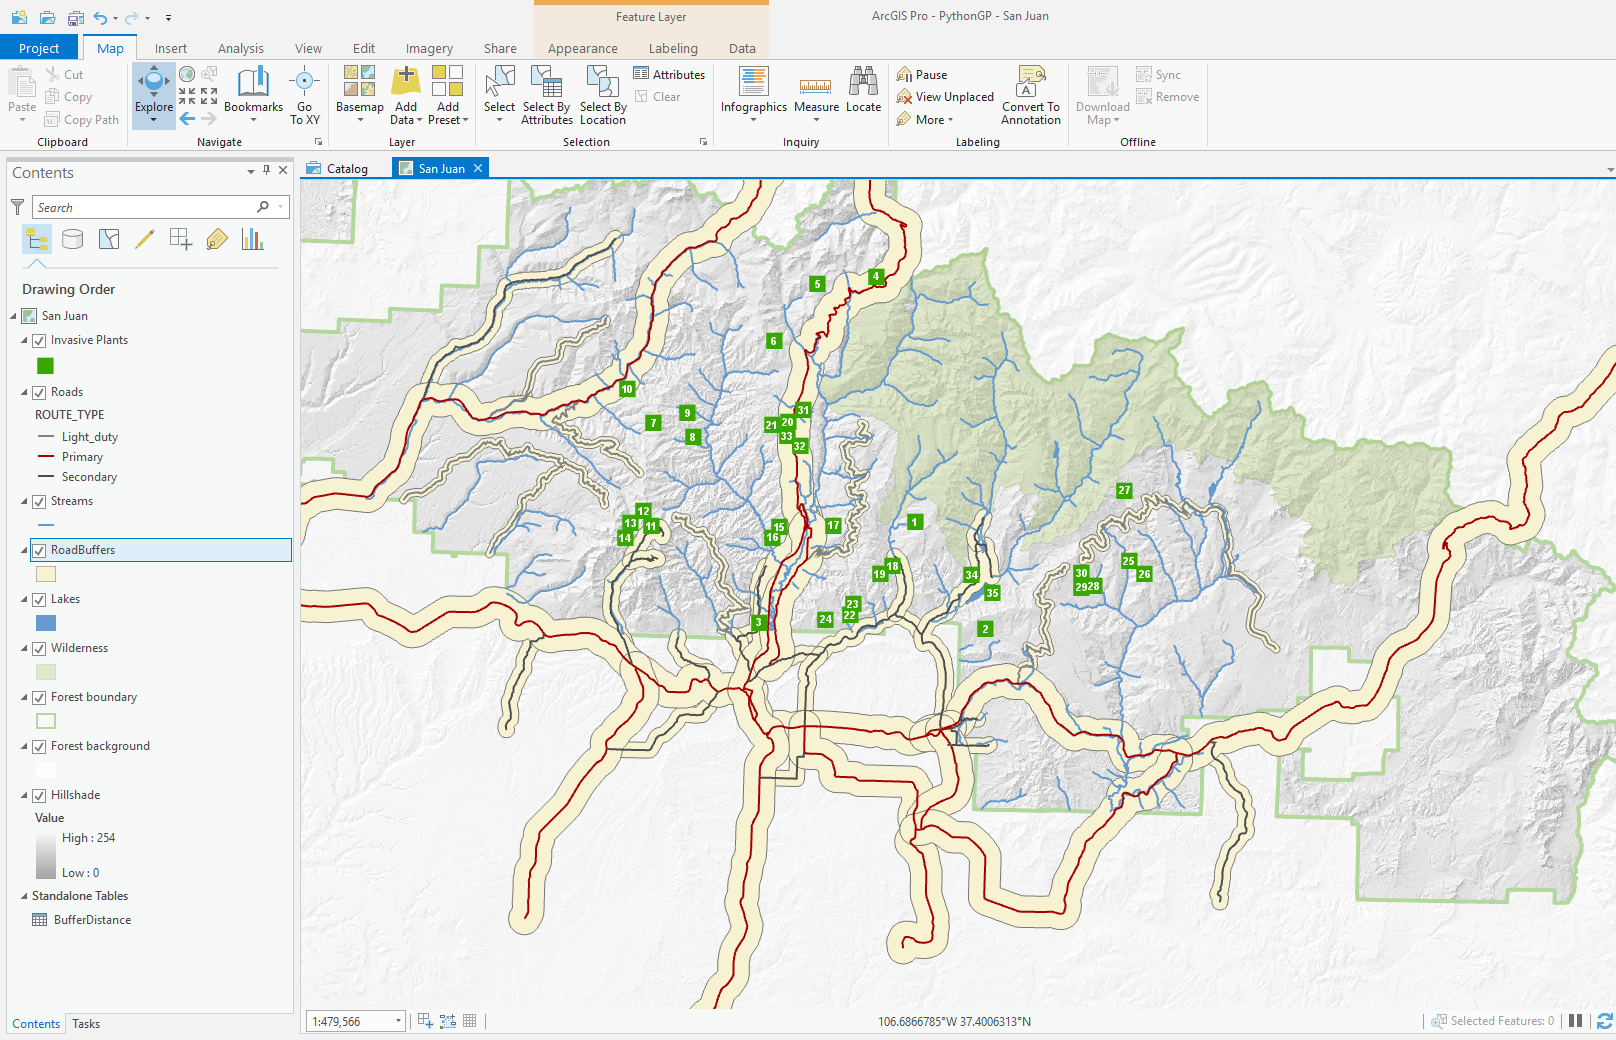 Feature Layer
ArcGIS Pro - PythonGP - San Juan
Project Map Insert Analysis View Edit Imagery Share Appearance Labeling Data
Paste
Cut
Copy
Copy Path
Clipboard
Explore
Bookmarks
Go To XY
Navigate
Basemap
Add Data
Add Preset
Layer
Select
Select By Attributes
Select By Location
Attributes
Clear
Selection
Infographics
Measure
Locate
Inquiry
Pause
View Unplaced
More
Convert To Annotation
Labeling
Download Map
Sync
Remove
Offline
Contents
Search
Drawing Order
San Juan
Invasive Plants
Roads
ROUTE_TYPE
Light_duty
Primary
Secondary
Streams
RoadBuffers
Lakes
Wilderness
Forest boundary
Forest background
Hillshade
Value
High : 254
Low : 0
Standalone Tables
BufferDistance
Contents Tasks
Catalog
San Juan
4
5
6
10
9
7
8
31
20
21
33
32
27
12
13
11
14
15
16
17
1
18
19
34
35
25
30
26
29
28
23
22
24
3
2
1:479,566
106.6866785°W 37.4006313°N
Selected Features: 0